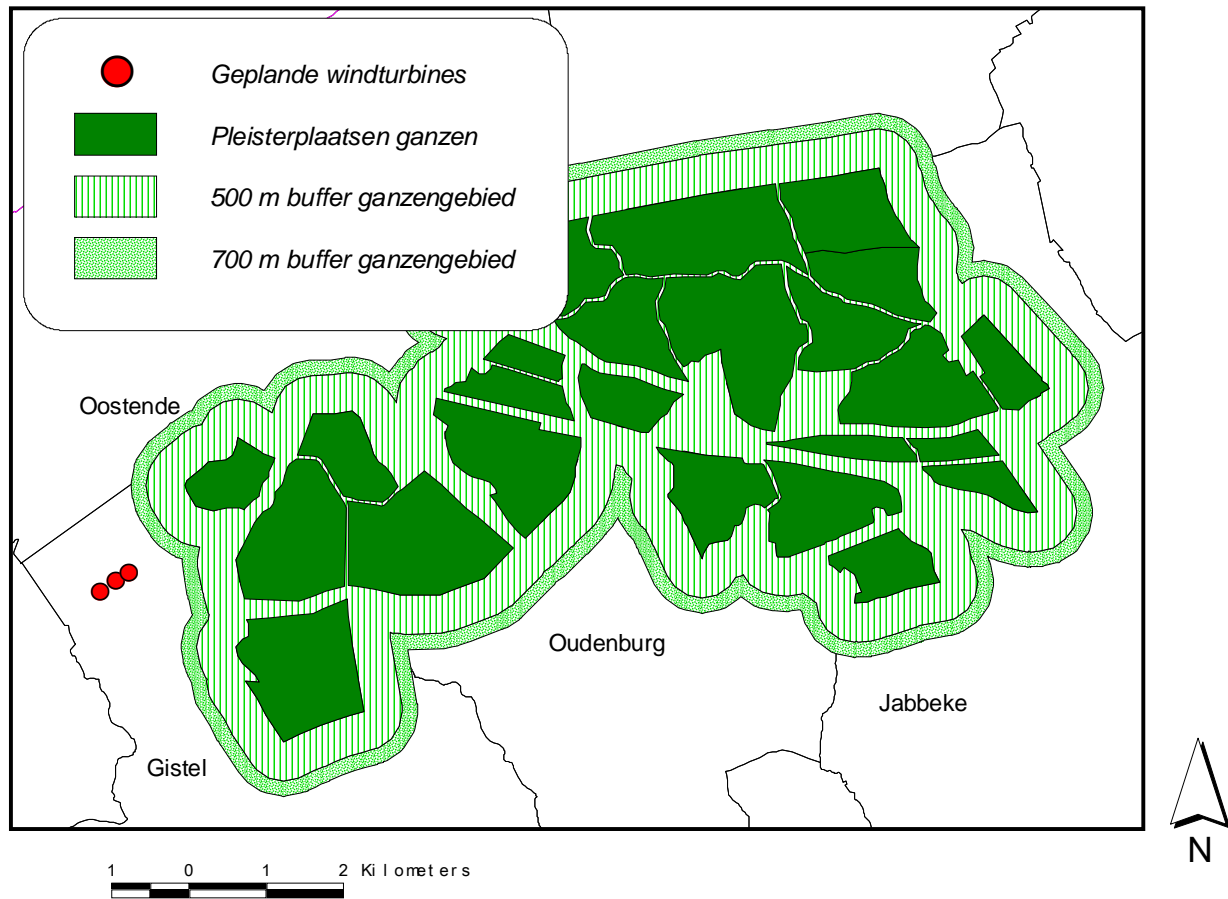 Geplande windturbines
Pleisterplaatsen ganzen
500 m buffer ganzengebied
700 m buffer ganzengebied
Oostende
Oudenburg
Jabbeke
Gistel
N
1 0 1 2 Kilometers